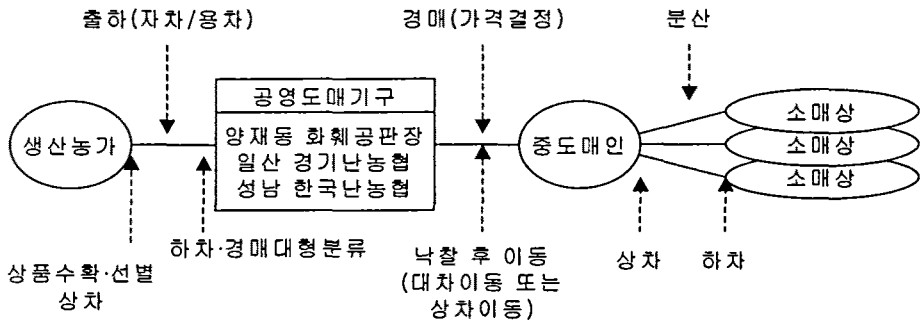 출하(자차/용차)
경매(가격결정)
분산
공영도매기구
양재동 화훼공판장
일산 경기난농협
성남 한국난농협
생산농가
중도매인
소매상
소매상
소매상
상품수확·선별
상차
하차·경매대형분류
낙찰 후 이동
(대차이동 또는
상차이동)
상차
하차